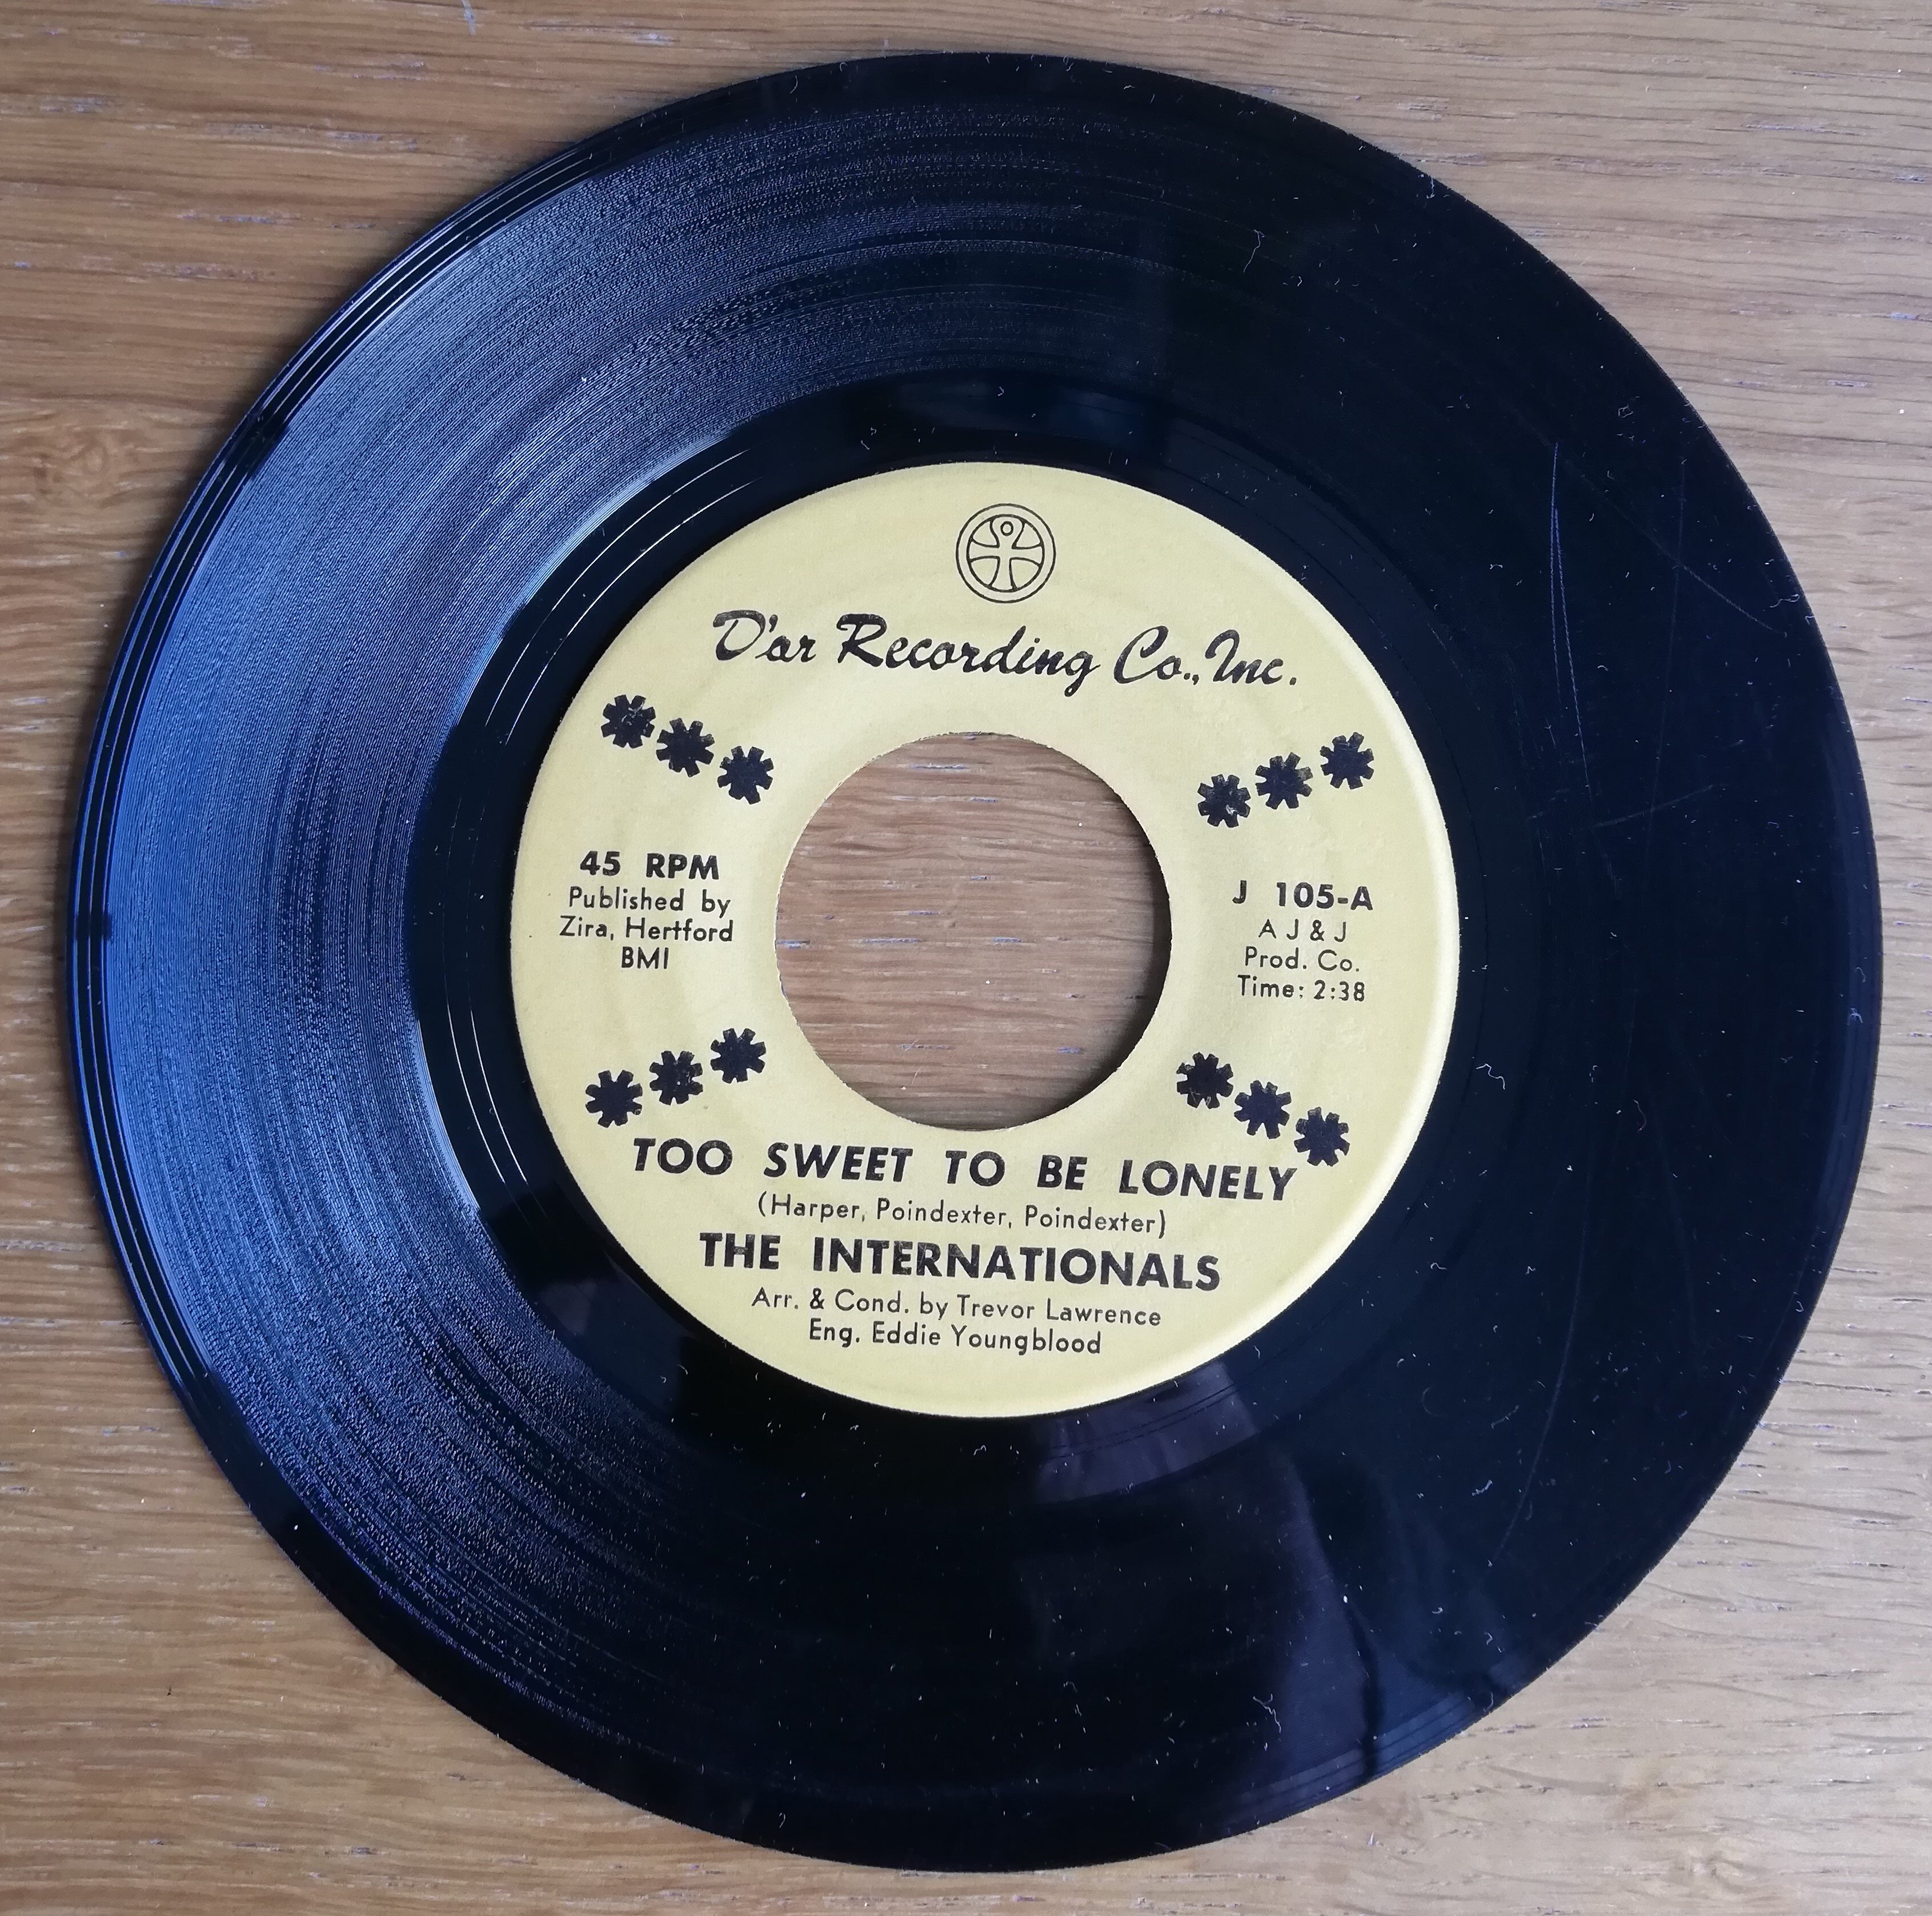 D'ar Recording Co., Inc.
45 RPM
Published by
Zira, Hertford
BMI
J 105-A
A J & J
Prod. Co.
Time: 2:38
TOO SWEET TO BE LONELY
(Harper, Poindexter, Poindexter)
THE INTERNATIONALS
Arr. & Cond. by Trevor Lawrence
Eng. Eddie Youngblood